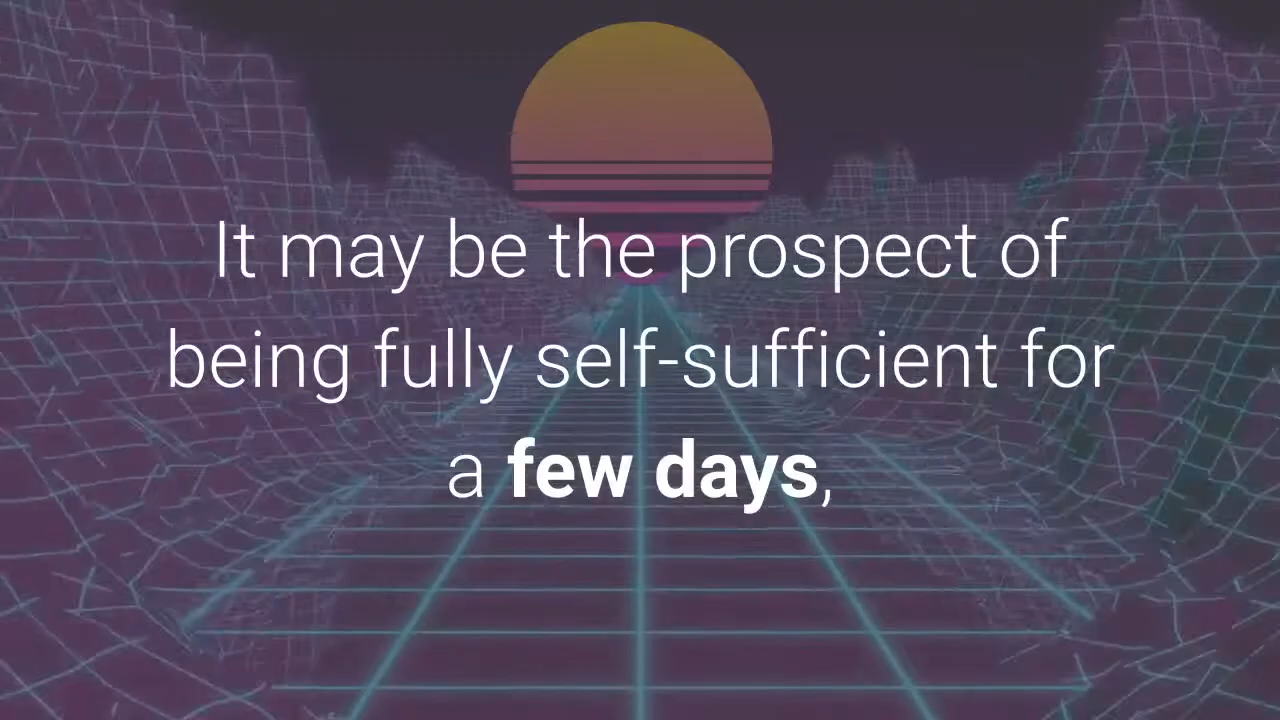 It may be the prospect of
being fully self-sufficient for
a few days,